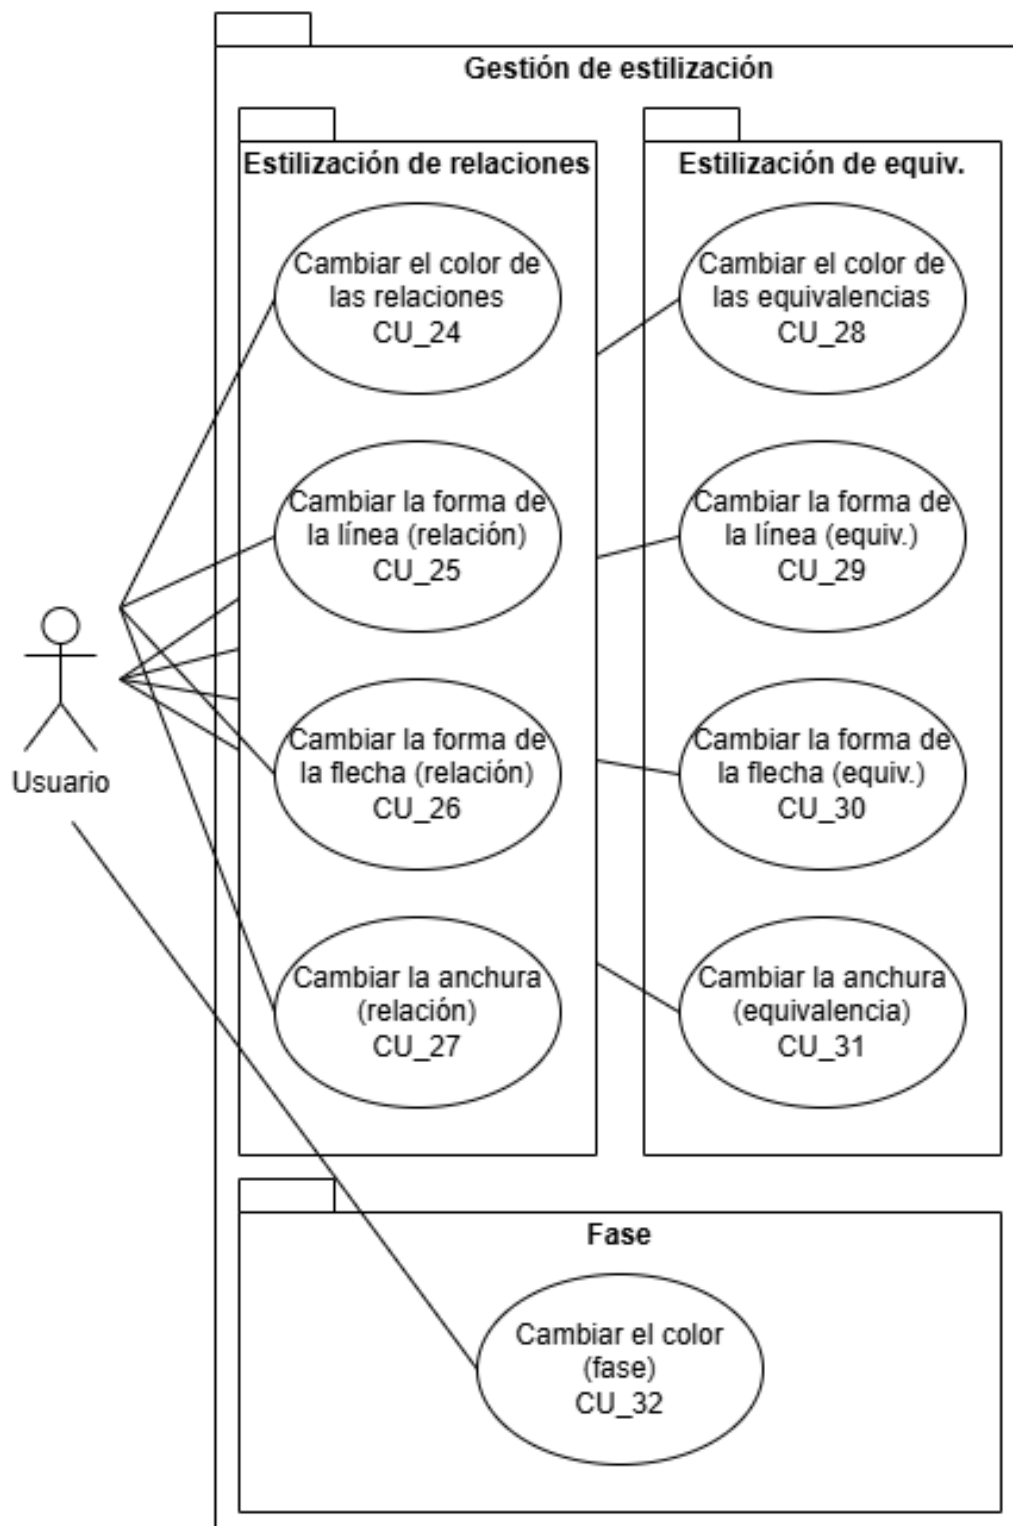 Gestión de estilización
Estilización de relaciones
Cambiar el color de
las relaciones
CU_24
Cambiar la forma de
la línea (relación)
CU_25
Cambiar la forma de
la flecha (relación)
CU_26
Cambiar la anchura
(relación)
CU_27
Estilización de equiv.
Cambiar el color de
las equivalencias
CU_28
Cambiar la forma de
la línea (equiv.)
CU_29
Cambiar la forma de
la flecha (equiv.)
CU_30
Cambiar la anchura
(equivalencia)
CU_31
Usuario
Fase
Cambiar el color
(fase)
CU_32